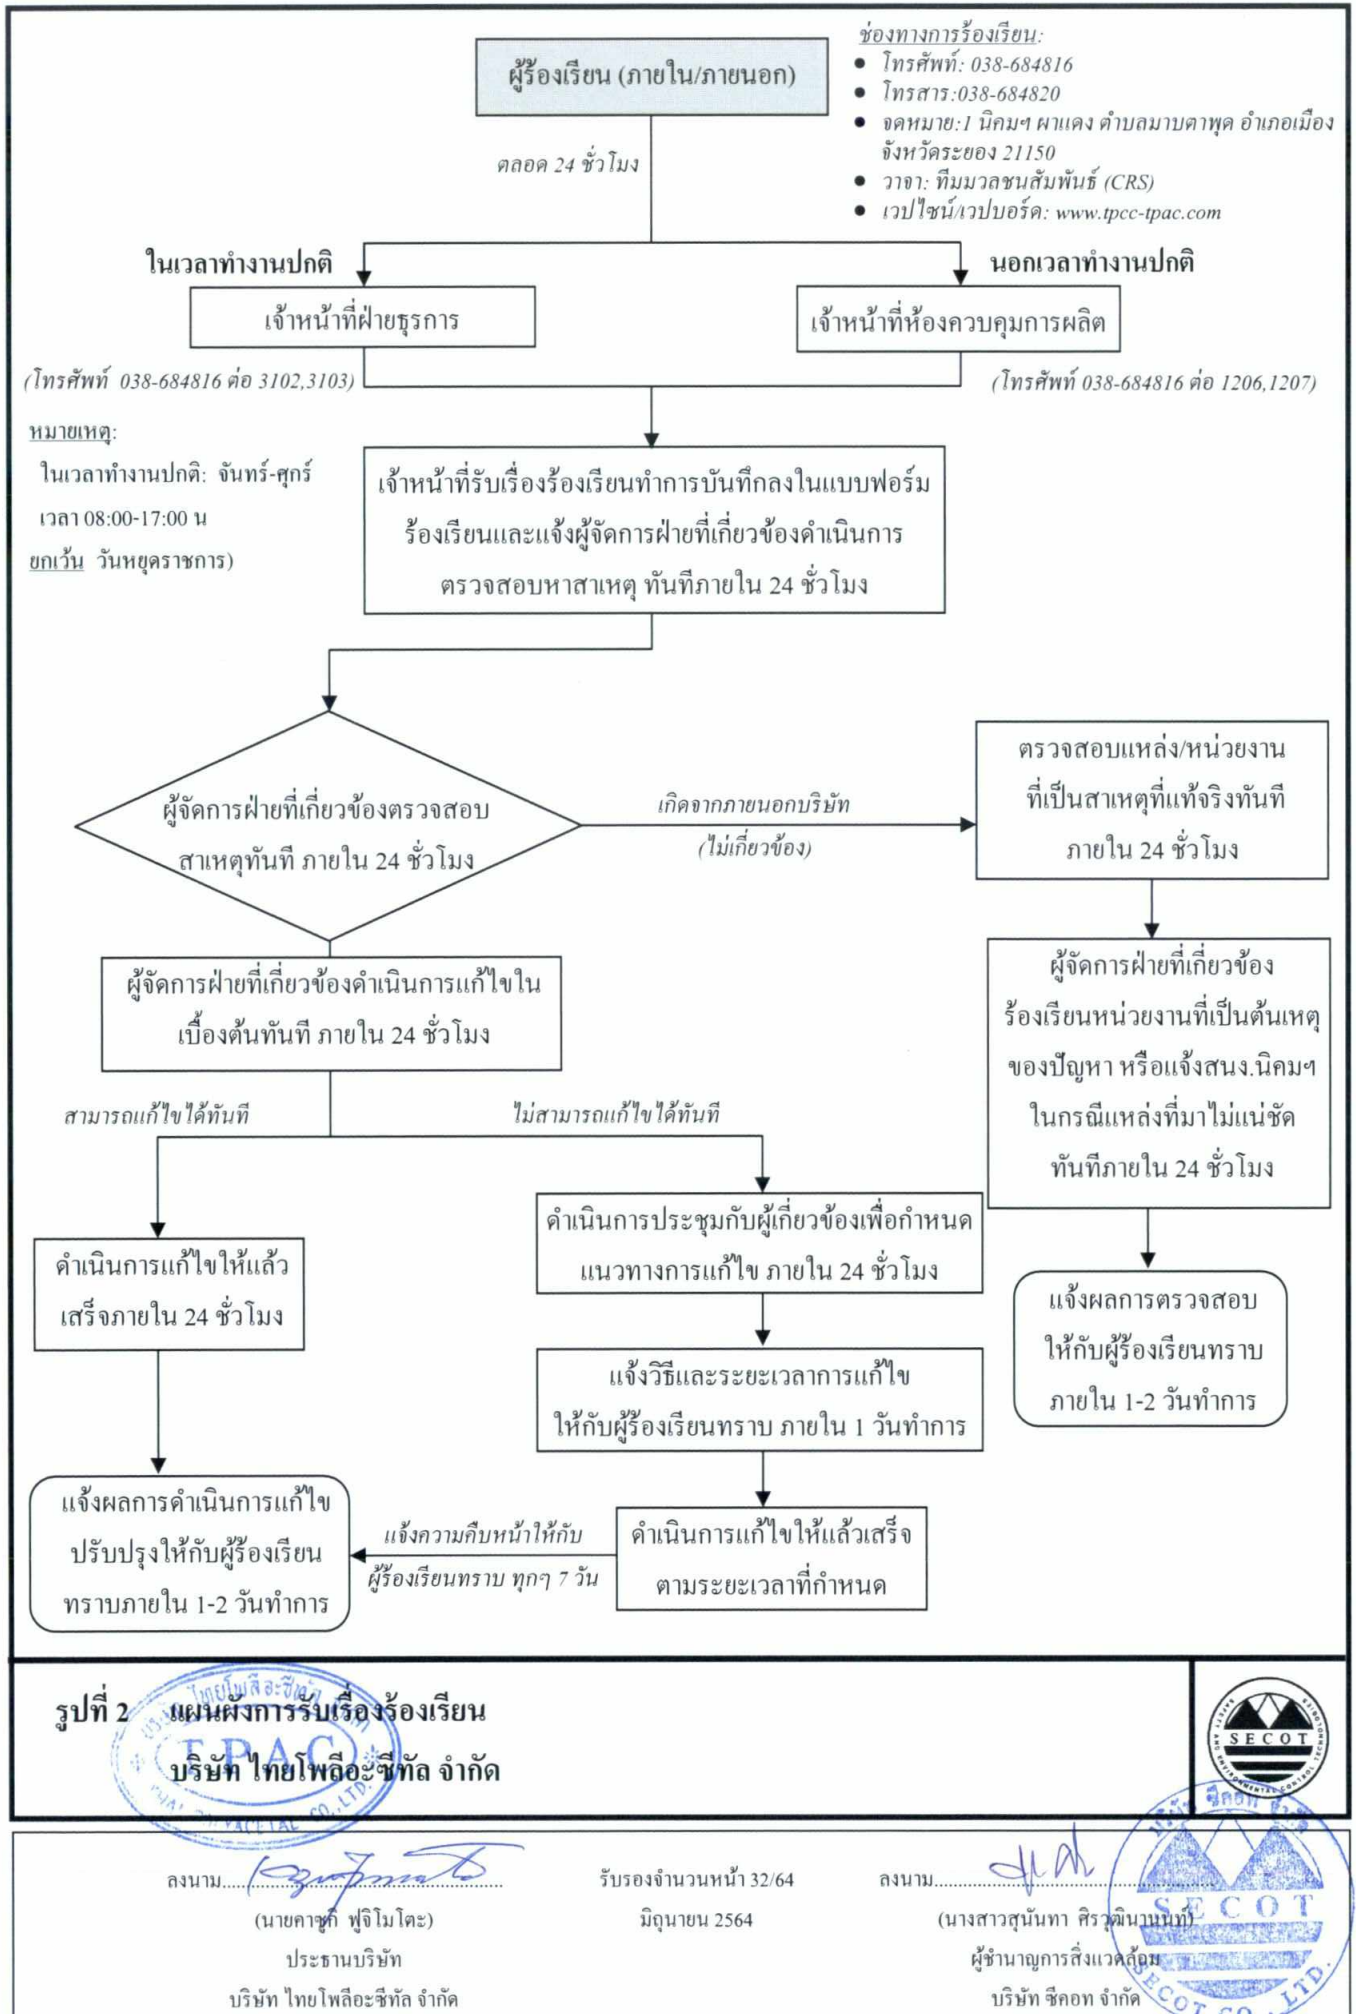 ผู้ร้องเรียน (ภายใน/ภายนอก)
ช่องทางการร้องเรียน:
● โทรศัพท์: 038-684816
● โทรสาร:038-684820
● จดหมาย:1 นิคมฯ ผาแดง ตำบลมาบตาพุด อำเภอเมือง
จังหวัดระยอง 21150
● วาจา: ทีมมวลชนสัมพันธ์ (CRS)
● เวปไซน์/เวปบอร์ด: www.tpcc-tpac.com
ตลอด 24 ชั่วโมง
ในเวลาทำงานปกติ
นอกเวลาทำงานปกติ
เจ้าหน้าที่ฝ่ายธุรการ
เจ้าหน้าที่ห้องควบคุมการผลิต
(โทรศัพท์ 038-684816 ต่อ 3102,3103)
(โทรศัพท์ 038-684816 ต่อ 1206,1207)
หมายเหตุ:
ในเวลาทำงานปกติ: จันทร์-ศุกร์
เวลา 08:00-17:00 น
ยกเว้น วันหยุดราชการ)
เจ้าหน้าที่รับเรื่องร้องเรียนทำการบันทึกลงในแบบฟอร์ม
ร้องเรียนและแจ้งผู้จัดการฝ่ายที่เกี่ยวข้องดำเนินการ
ตรวจสอบหาสาเหตุ ทันทีภายใน 24 ชั่วโมง
ผู้จัดการฝ่ายที่เกี่ยวข้องตรวจสอบ
สาเหตุทันที ภายใน 24 ชั่วโมง
เกิดจากภายนอกบริษัท
(ไม่เกี่ยวข้อง)
ตรวจสอบแหล่ง/หน่วยงาน
ที่เป็นสาเหตุที่แท้จริงทันที
ภายใน 24 ชั่วโมง
ผู้จัดการฝ่ายที่เกี่ยวข้องดำเนินการแก้ไขใน
เบื้องต้นทันที ภายใน 24 ชั่วโมง
ผู้จัดการฝ่ายที่เกี่ยวข้อง
ร้องเรียนหน่วยงานที่เป็นต้นเหตุ
ของปัญหา หรือแจ้งสนง.นิคมฯ
ในกรณีแหล่งที่มาไม่แน่ชัด
ทันทีภายใน 24 ชั่วโมง
สามารถแก้ไขได้ทันที
ไม่สามารถแก้ไขได้ทันที
ดำเนินการแก้ไขให้แล้ว
เสร็จภายใน 24 ชั่วโมง
ดำเนินการประชุมกับผู้เกี่ยวข้องเพื่อกำหนด
แนวทางการแก้ไข ภายใน 24 ชั่วโมง
แจ้งผลการตรวจสอบ
ให้กับผู้ร้องเรียนทราบ
ภายใน 1-2 วันทำการ
แจ้งวิธีและระยะเวลาการแก้ไข
ให้กับผู้ร้องเรียนทราบ ภายใน 1 วันทำการ
แจ้งผลการดำเนินการแก้ไข
ปรับปรุงให้กับผู้ร้องเรียน
ทราบภายใน 1-2 วันทำการ
แจ้งความคืบหน้าให้กับ
ผู้ร้องเรียนทราบ ทุกๆ 7 วัน
ดำเนินการแก้ไขให้แล้วเสร็จ
ตามระยะเวลาที่กำหนด
รูปที่ 2 แผนผังการรับเรื่องร้องเรียน
บริษัท ไทยโพลีอะซีทัล จำกัด
TPAC
SECOT
SAFETY AND ENVIRONMENTAL CONTROL TECHNOLOGIES
ลงนาม
รับรองจำนวนหน้า 32/64
ลงนาม
(นายคาซูกิ ฟูจิโมโตะ)
มิถุนายน 2564
(นางสาวสุนันทา ศิรวุฒินานนท์)
ประธานบริษัท
ผู้ชำนาญการสิ่งแวดล้อม
บริษัท ไทยโพลีอะซีทัล จำกัด
บริษัท ซีคอท จำกัด
บริษัท ซีคอท จำกัด
SECOT
SECOT CO., LTD.